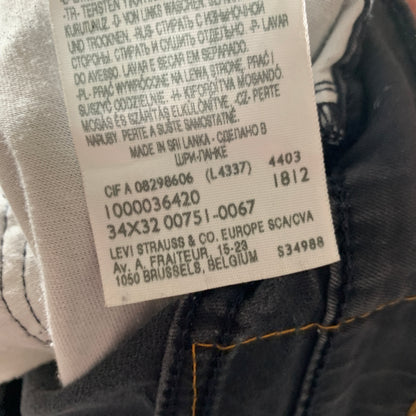 -TR- TERSTEN
KURUTUNUZ -D- VON LINKS WASCHEN
UND TROCKNEN. СТИРАТЬ С ИЗНАНОЧНОЙ
СТОРОНЫ. СТИРАТЬ И СУШИТЬ ОТДЕЛЬНО -P- LAVAR
DO AVESSO. LAVAR E SECAR EM SEPARADO.
-PL- PRAĆ WYWRÓCONE NA LEWĄ STRONĘ, PRAĆ I
SUSZYĆ ODDZIELNIE -H- KIFORDÍTVA MOSANDÓ.
MOSÁS ÉS SZÁRÍTÁS ELKÜLÖNÍTVE. -CZ- PERTE
NARUBY. PERTE A SUŠTE SAMOSTATNĚ.
MADE IN SRI LANKA - СДЕЛАНО В
ШРИ-ЛАНКЕ
CIF A 08298606 (L4337) 4403
1000036420 1812
34X32 00751-0067
LEVI STRAUSS & CO. EUROPE SCA/CVA
AV. A. FRAITEUR, 15-23
1050 BRUSSELS, BELGIUM S34988